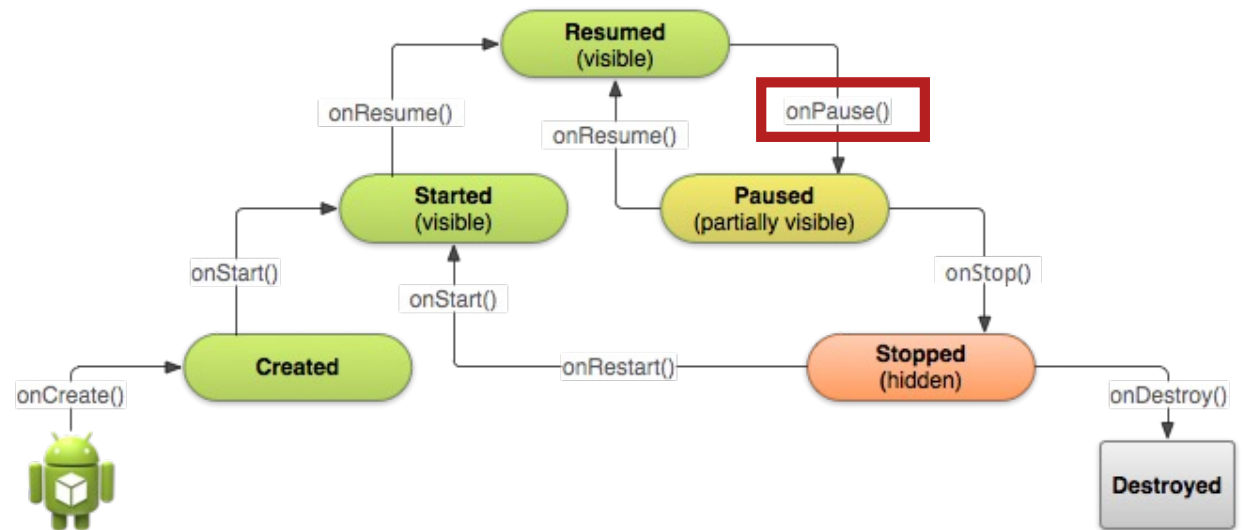 Resumed
(visible)
onResume()
onResume()
onPause()
Started
(visible)
Paused
(partially visible)
onStart()
onStart()
onStop()
Created
onRestart()
Stopped
(hidden)
onCreate()
onDestroy()
Destroyed